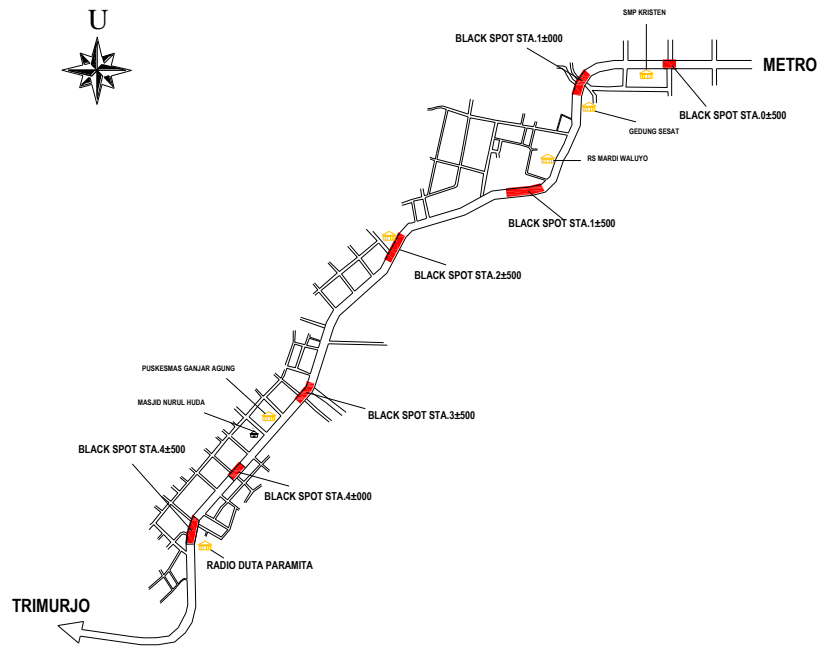 U
SMP KRISTEN
BLACK SPOT STA.1±000
METRO
BLACK SPOT STA.0±500
GEDUNG SESAT
RS MARDI WALUYO
BLACK SPOT STA.1±500
BLACK SPOT STA.2±500
PUSKESMAS GANJAR AGUNG
MASJID NURUL HUDA
BLACK SPOT STA.3±500
BLACK SPOT STA.4±500
BLACK SPOT STA.4±000
RADIO DUTA PARAMITA
TRIMURJO